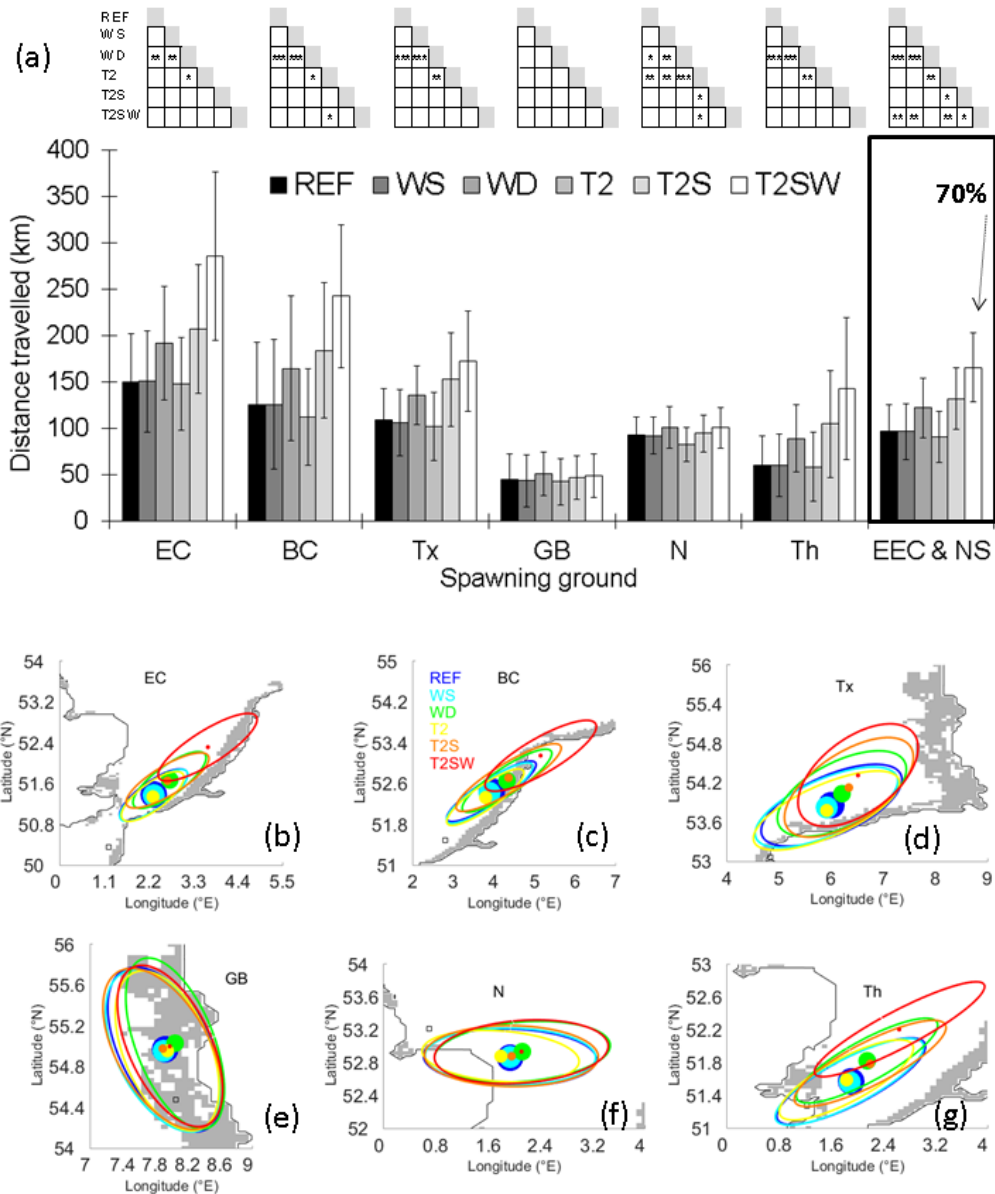 (a)
REF
WS
WD ** ** *** *** *** *** * ** *** *** *** ***
T2 * * ** ** ** *** ** **
T2S * *
T2SW * * ** ** ** *
400
350
300
250
200
150
100
50
0
Distance travelled (km)
REF WS WD T2 T2S T2SW
70%
EC BC Tx GB N Th EEC & NS
Spawning ground
54
53.2
52.4
51.6
50.8
50
Latitude (°N)
EC
(b)
0 1.1 2.2 3.3 4.4 5.5
Longitude (°E)
55
54.2
53.4
52.6
51.8
51
Latitude (°N)
REF
WS
WD
T2
T2S
T2SW
BC
(c)
2 3 4 5 6 7
Longitude (°E)
56
55.4
54.8
54.2
53.6
53
Latitude (°N)
Tx
(d)
4 5 6 7 8 9
Longitude (°E)
56
55.6
55.2
54.8
54.4
54
Latitude (°N)
GB
(e)
7 7.4 7.8 8.2 8.6 9
Longitude (°E)
54
53.6
53.2
52.8
52.4
52
Latitude (°N)
N
(f)
0 0.8 1.6 2.4 3.2 4
Longitude (°E)
53
52.6
52.2
51.8
51.4
51
Latitude (°N)
Th
(g)
0 0.8 1.6 2.4 3.2 4
Longitude (°E)